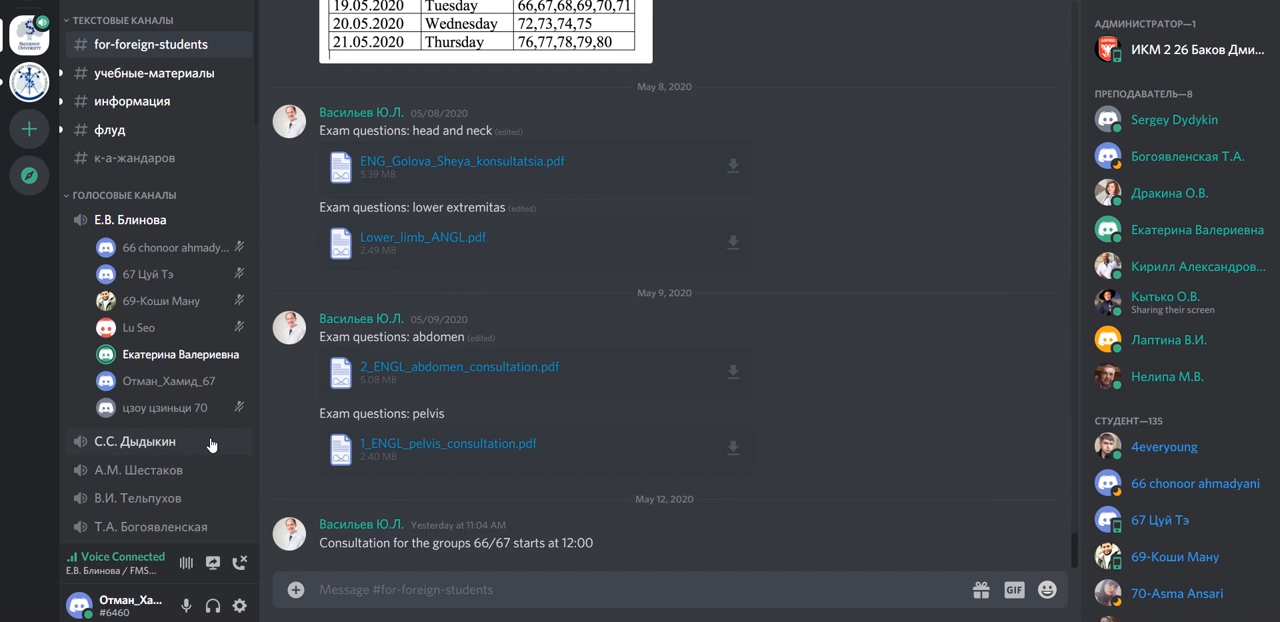 ТЕКСТОВЫЕ КАНАЛЫ
# for-foreign-students
# учебные-материалы
# информация
# флуд
# к-а-жандаров
ГОЛОСОВЫЕ КАНАЛЫ
Е.В. Блинова
66 chonoor ahmady...
67 Цуй Тэ
69-Коши Ману
Lu Seo
Екатерина Валериевна
Отман_Хамид_67
цзоу цзиньци 70
С.С. Дыдыкин
А.М. Шестаков
В.И. Тельпухов
Т.А. Богоявленская
Voice Connected
Е.В. Блинова / FMS...
Отман_Ха...
#6460
19.05.2020 Tuesday 66,67,68,69,70,71
20.05.2020 Wednesday 72,73,74,75
21.05.2020 Thursday 76,77,78,79,80
May 8, 2020
Васильев Ю.Л. 05/08/2020
Exam questions: head and neck (edited)
ENG_Golova_Sheya_konsultatsia.pdf
5.39 MB
Exam questions: lower extremitas (edited)
Lower_limb_ANGL.pdf
2.49 MB
May 9, 2020
Васильев Ю.Л. 05/09/2020
Exam questions: abdomen (edited)
2_ENGL_abdomen_consultation.pdf
5.08 MB
Exam questions: pelvis
1_ENGL_pelvis_consultation.pdf
2.40 MB
May 12, 2020
Васильев Ю.Л. Yesterday at 11:04 AM
Consultation for the groups 66/67 starts at 12:00
Message #for-foreign-students
GIF
АДМИНИСТРАТОР—1
ИКМ 2 26 Баков Дми...
ПРЕПОДАВАТЕЛЬ—8
Sergey Dydykin
Богоявленская Т.А.
Дракина О.В.
Екатерина Валериевна
Кирилл Александров...
Кытько О.В.
Sharing their screen
Лаптина В.И.
Нелипа М.В.
СТУДЕНТ—135
4everyoung
66 chonoor ahmadyani
67 Цуй Тэ
69-Коши Ману
70-Asma Ansari